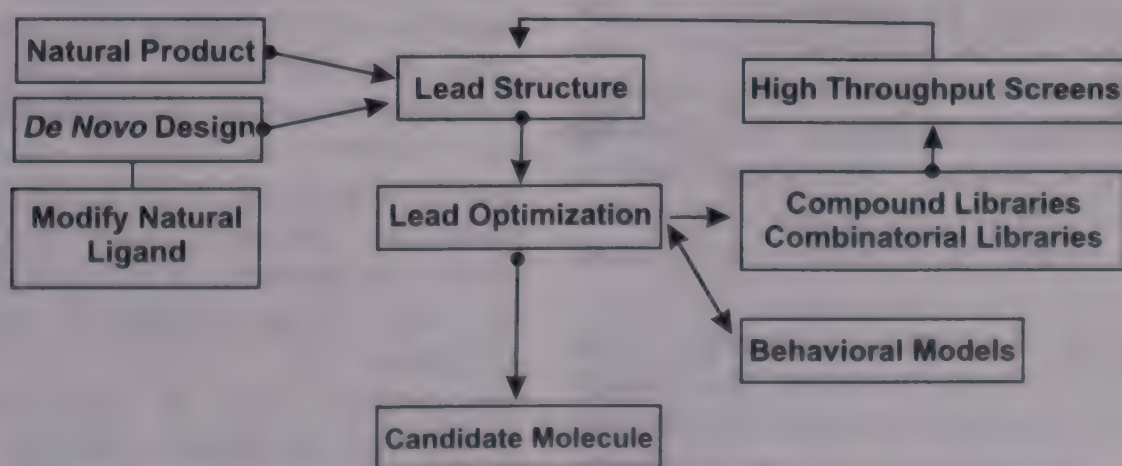 Natural Product
De Novo Design
Modify Natural
Ligand
Lead Structure
Lead Optimization
Candidate Molecule
High Throughput Screens
Compound Libraries
Combinatorial Libraries
Behavioral Models